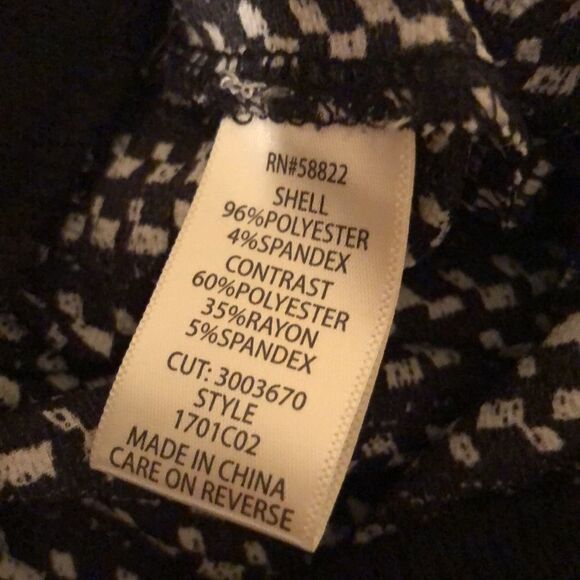 RN#58822
SHELL
96%POLYESTER
4%SPANDEX
CONTRAST
60%POLYESTER
35%RAYON
5%SPANDEX
CUT: 3003670
STYLE
1701C02
MADE IN CHINA
CARE ON REVERSE